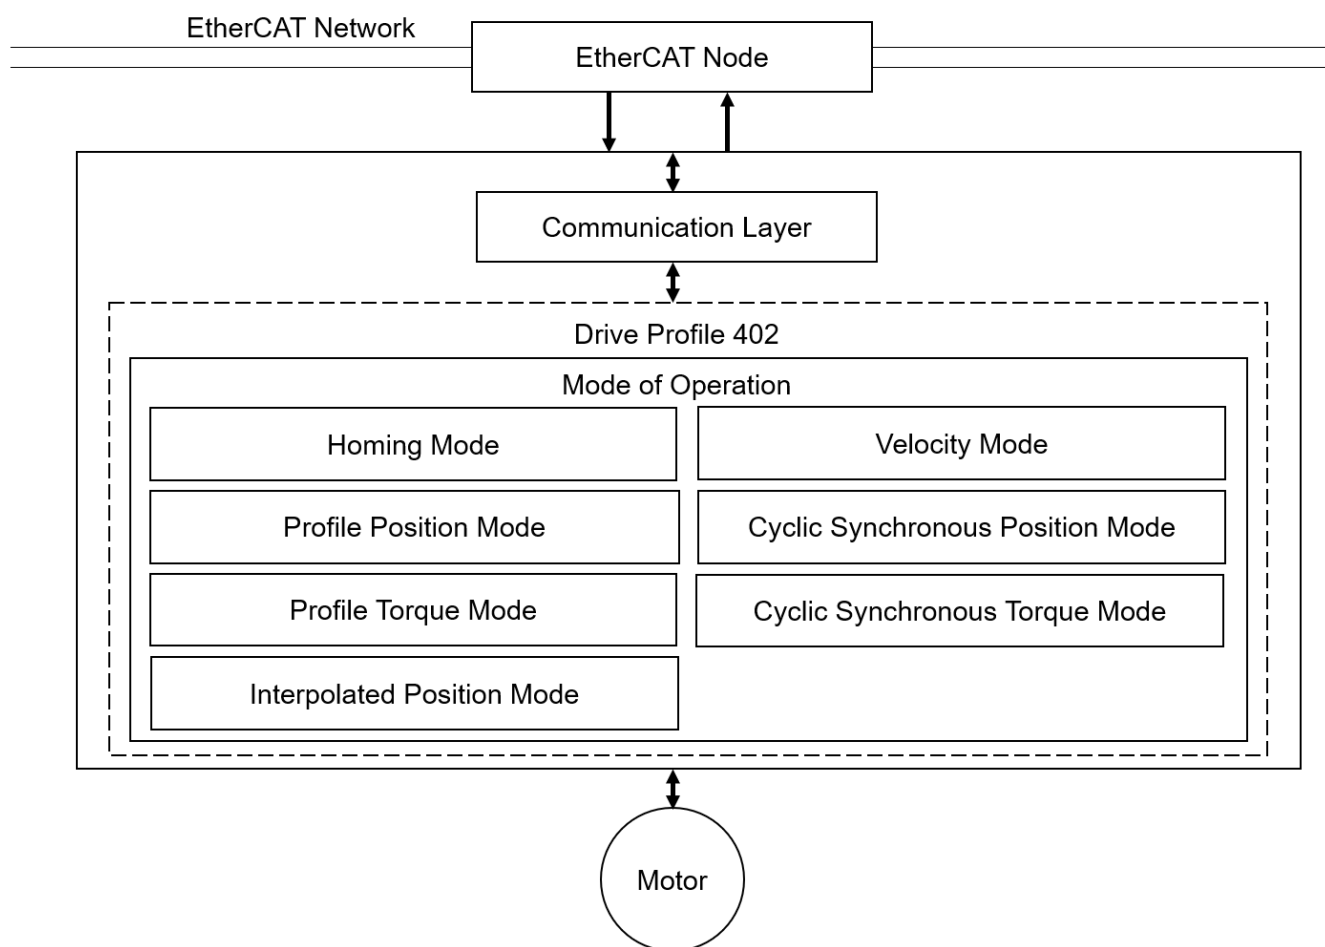 EtherCAT Network
EtherCAT Node
Communication Layer
Drive Profile 402
Mode of Operation
Homing Mode
Velocity Mode
Profile Position Mode
Cyclic Synchronous Position Mode
Profile Torque Mode
Cyclic Synchronous Torque Mode
Interpolated Position Mode
Motor